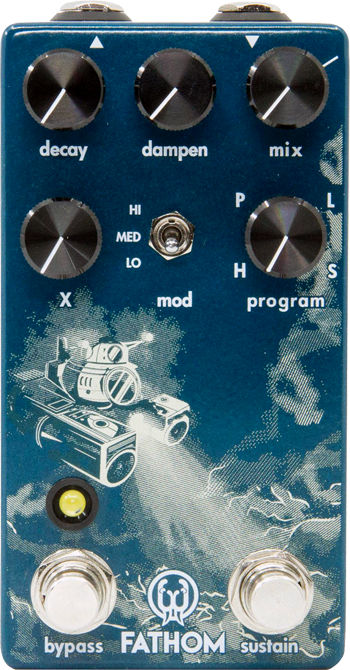 decay dampen mix
HI
MED
LO
P L
H S
X mod program
bypass FATHOM sustain